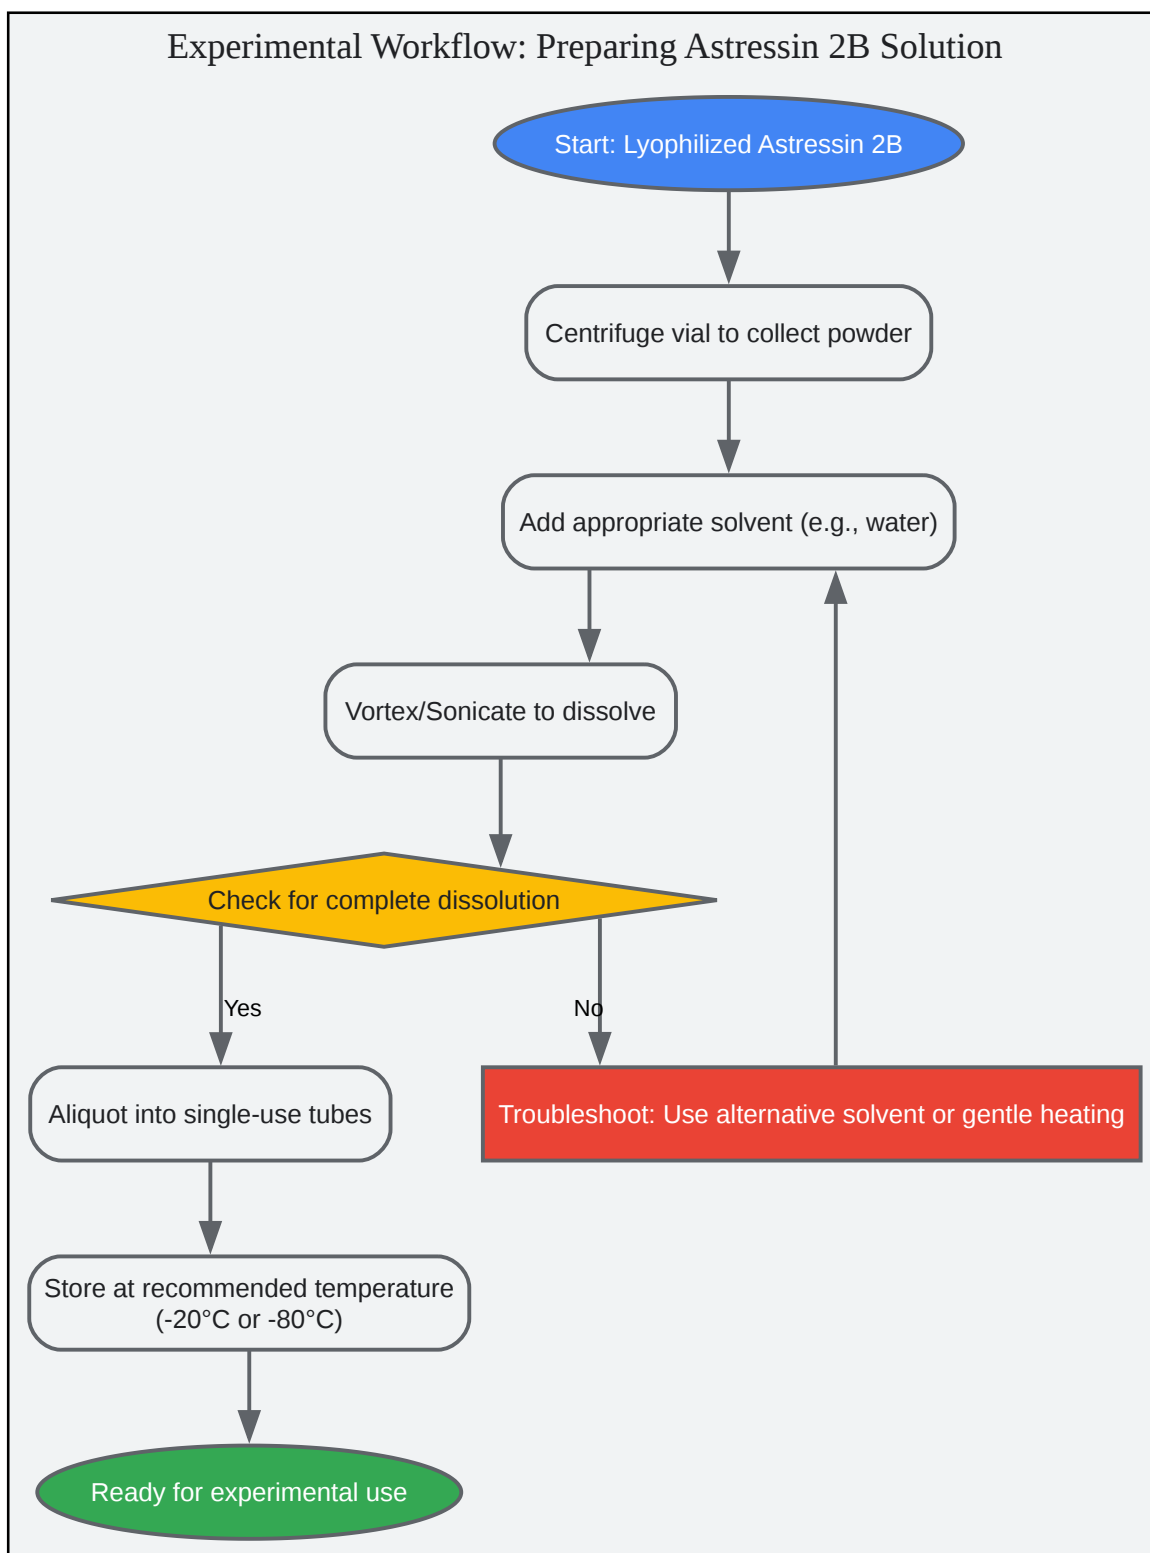 Experimental Workflow: Preparing Astressin 2B Solution
Start: Lyophilized Astressin 2B
Centrifuge vial to collect powder
Add appropriate solvent (e.g., water)
Vortex/Sonicate to dissolve
Check for complete dissolution
Yes
No
Aliquot into single-use tubes
Troubleshoot: Use alternative solvent or gentle heating
Store at recommended temperature
(-20°C or -80°C)
Ready for experimental use